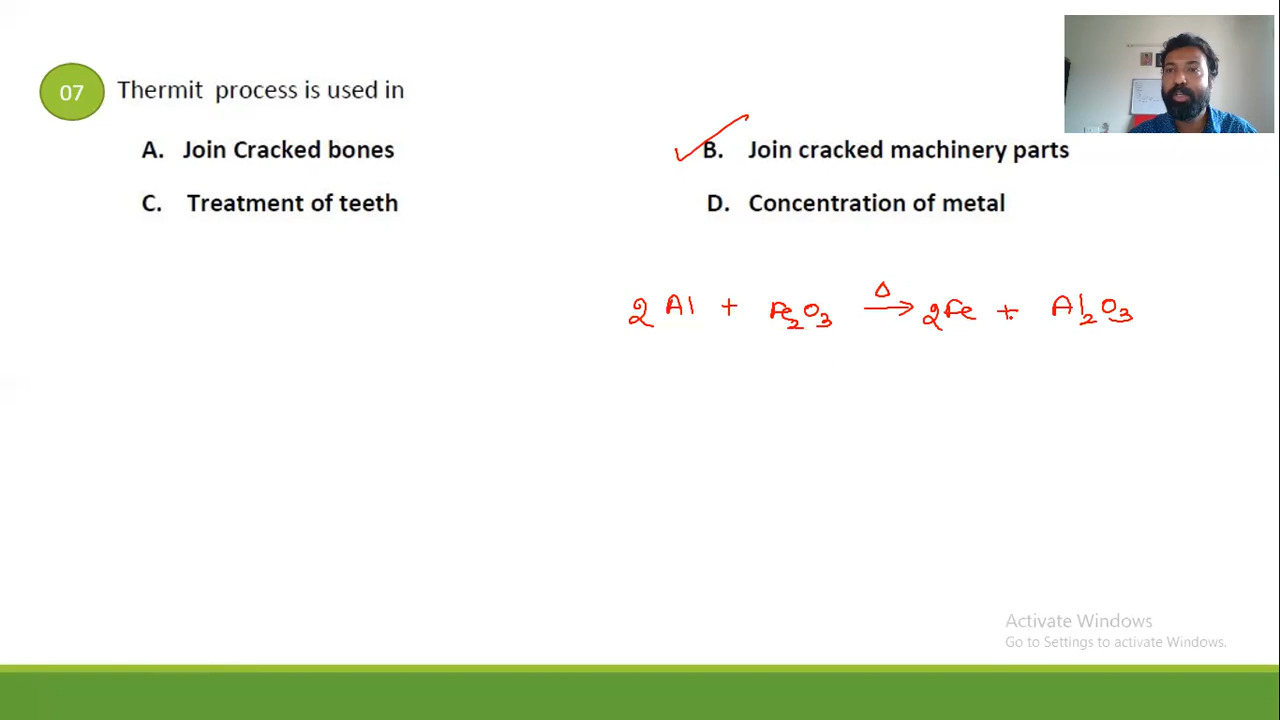 07 Thermit process is used in
A. Join Cracked bones B. Join cracked machinery parts
C. Treatment of teeth D. Concentration of metal
2Al + Fe₂O₃ Δ→ 2Fe + Al₂O₃
Activate Windows
Go to Settings to activate Windows.